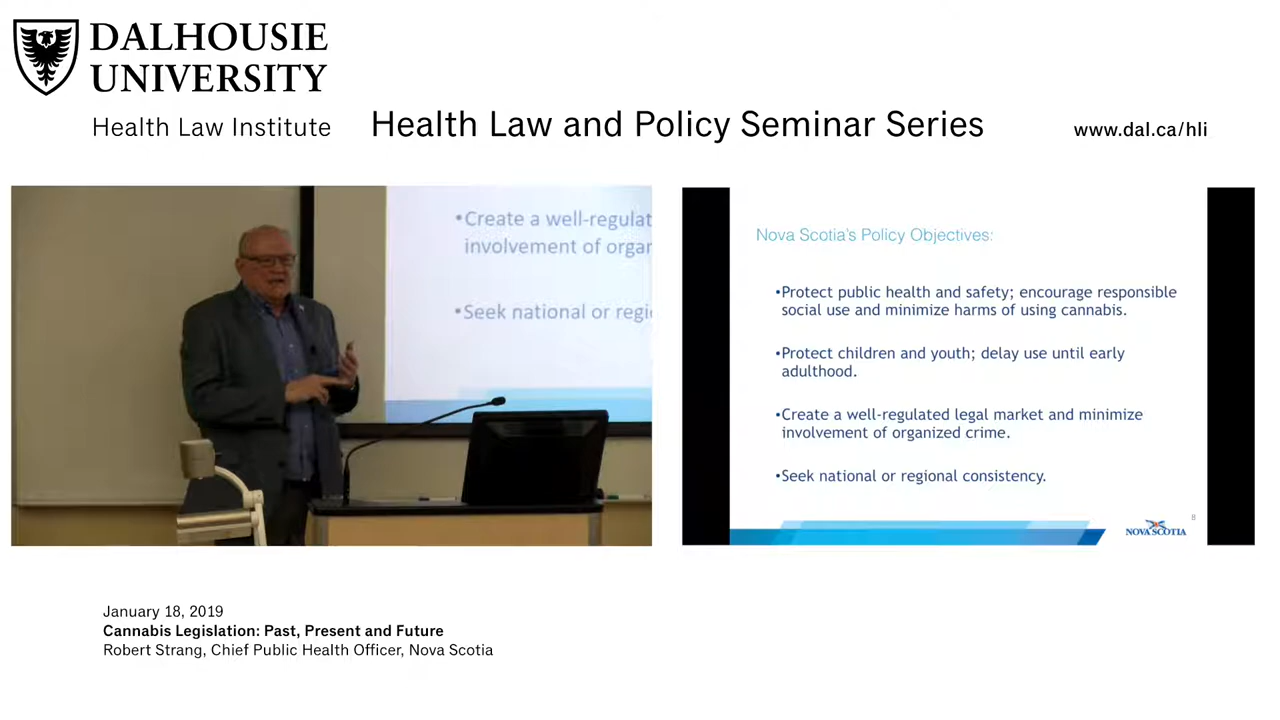 DALHOUSIE
UNIVERSITY
Health Law Institute
Health Law and Policy Seminar Series
www.dal.ca/hli
•Create a well-regulat
involvement of organ
•Seek national or regi
Nova Scotia's Policy Objectives:
•Protect public health and safety; encourage responsible
social use and minimize harms of using cannabis.
•Protect children and youth; delay use until early
adulthood.
•Create a well-regulated legal market and minimize
involvement of organized crime.
•Seek national or regional consistency.
8
NOVA SCOTIA
January 18, 2019
Cannabis Legislation: Past, Present and Future
Robert Strang, Chief Public Health Officer, Nova Scotia